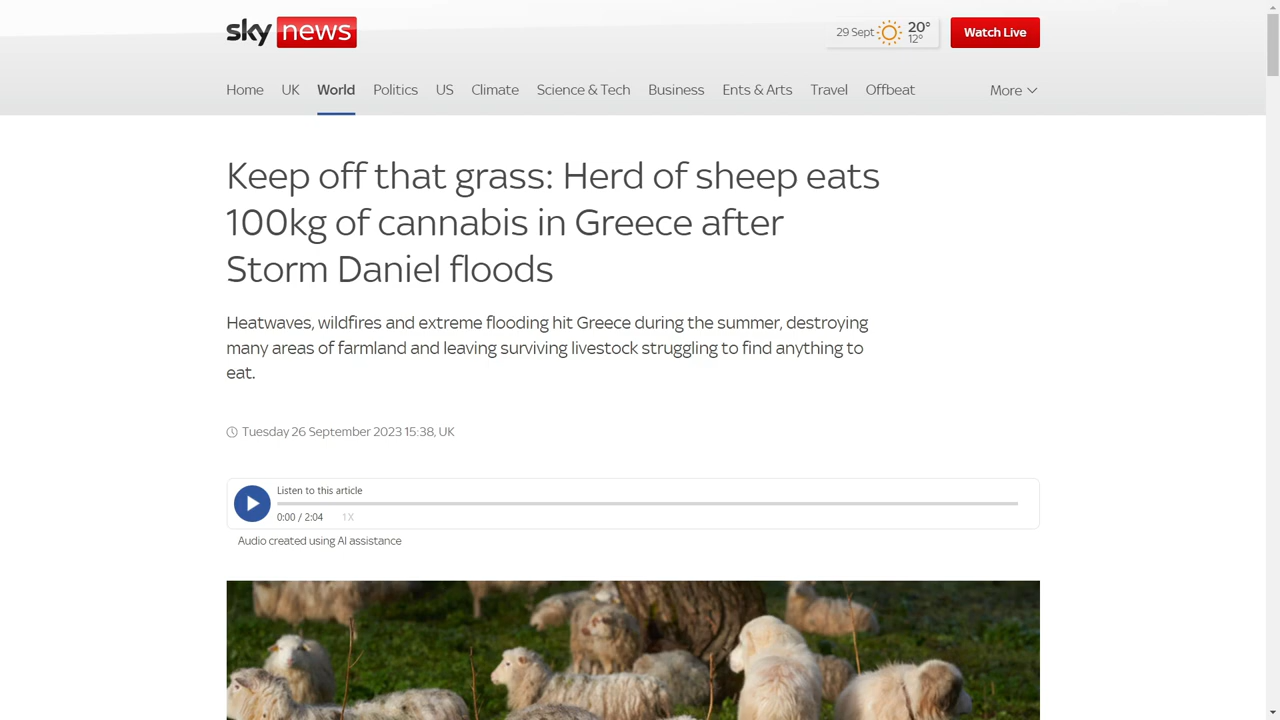 sky news
29 Sept
20°
12°
Watch Live
Home UK World Politics US Climate Science & Tech Business Ents & Arts Travel Offbeat More
Keep off that grass: Herd of sheep eats
100kg of cannabis in Greece after
Storm Daniel floods
Heatwaves, wildfires and extreme flooding hit Greece during the summer, destroying
many areas of farmland and leaving surviving livestock struggling to find anything to
eat.
Tuesday 26 September 2023 15:38, UK
Listen to this article
0:00 / 2:04 1X
Audio created using AI assistance